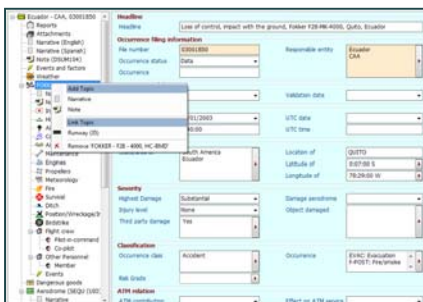 Ecuador - CAA, 03001850
Reports
Attachments
Narrative (English)
Narrative (Spanish)
Note (DSUM104)
Events and factors
Weather
Add Topic
Narrative
Note
Link Topic
Runway (35)
Remove 'FOKKER - F28 - 4000, HC-BMD'
Maintenance
Engines
Propellers
Meteorology
Fire
Survival
Ditch
Position/Wreckage/I
Birdstrike
Flight crew
Pilot-in-command
Co-pilot
Other Personnel
Member
Events
Dangerous goods
Aerodrome (SEQU (183)
Narrative
Headline
Headline
Loss of control, impact with the ground, Fokker F28-MK-4000, Quito, Ecuador
Occurrence filing information
File number
03001850
Responsible entity
Ecuador
CAA
Occurrence status
Data
Occurrence
Validation date
/01/2003
UTC date
40:00
UTC time
South America
Ecuador
Location of
QUITO
Latitude of
0:07:00 S
Longitude of
78:29:00 W
Severity
Highest Damage
Substantial
Damage aerodrome
Injury level
None
Object damaged
Third party damage
Yes
Classification
Occurrence class
Accident
Occurrence
EVAC: Evacuation
F-POST: Fire/smoke
Risk Grade
ATM relation
ATM contribution
Effect on ATM service